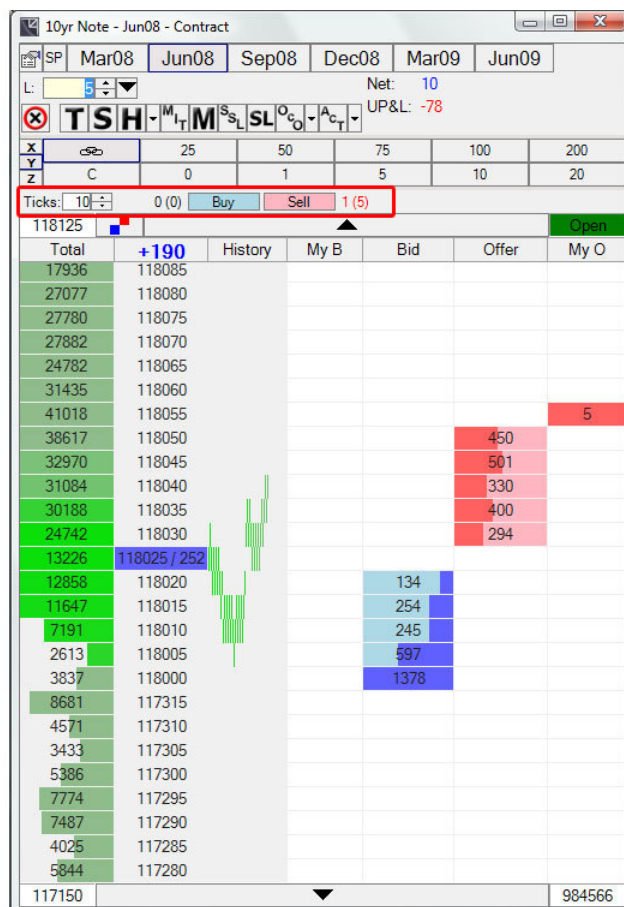 10yr Note - Jun08 - Contract
SP Mar08 Jun08 Sep08 Dec08 Mar09 Jun09
L: 5 Net: 10
UP&L: -78
T S H MIT M SSL SL OCO ACT
X 25 50 75 100 200
Y
Z C 0 1 5 10 20
Ticks: 10 0 (0) Buy Sell 1 (5)
118125 Open
Total +190 History My B Bid Offer My O
17936 118085
27077 118080
27780 118075
27882 118070
24782 118065
31435 118060
41018 118055 5
38617 118050 450
32970 118045 501
31084 118040 330
30188 118035 400
24742 118030 294
13226 118025 / 252
12858 118020 134
11647 118015 254
7191 118010 245
2613 118005 597
3837 118000 1378
8681 117315
4571 117310
3433 117305
5386 117300
7774 117295
7487 117290
4025 117285
5844 117280
117150 984566